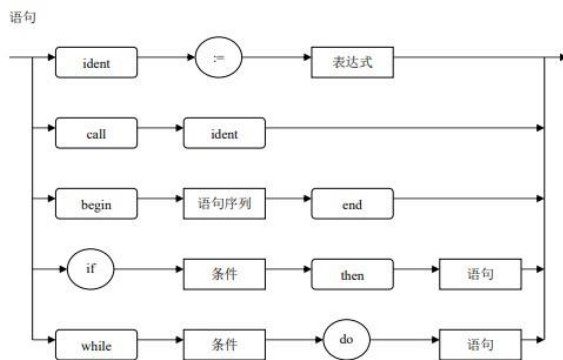 语句
ident := 表达式
call ident
begin 语句序列 end
if 条件 then 语句
while 条件 do 语句